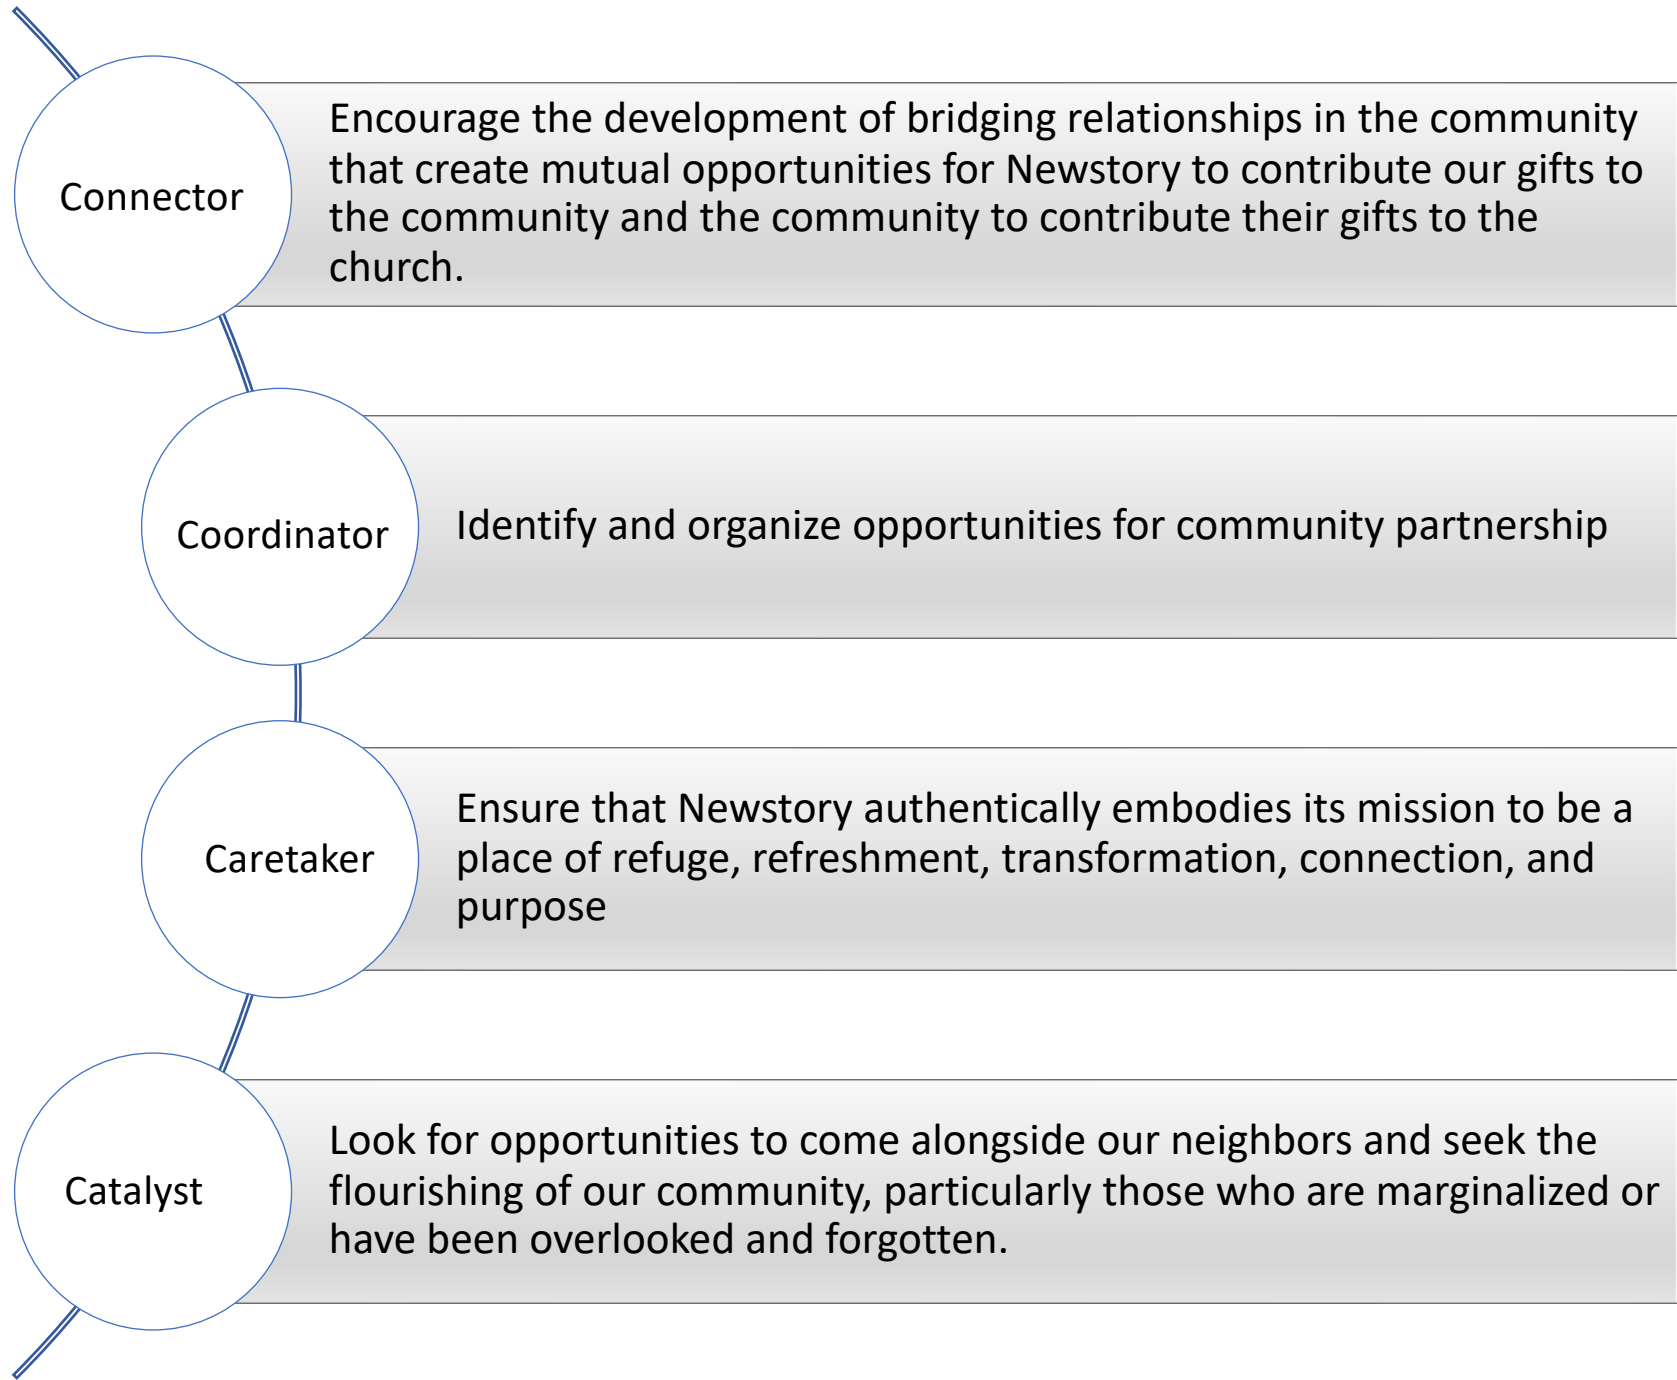 Connector
Encourage the development of bridging relationships in the community
that create mutual opportunities for Newstory to contribute our gifts to
the community and the community to contribute their gifts to the
church.
Coordinator
Identify and organize opportunities for community partnership
Caretaker
Ensure that Newstory authentically embodies its mission to be a
place of refuge, refreshment, transformation, connection, and
purpose
Catalyst
Look for opportunities to come alongside our neighbors and seek the
flourishing of our community, particularly those who are marginalized or
have been overlooked and forgotten.